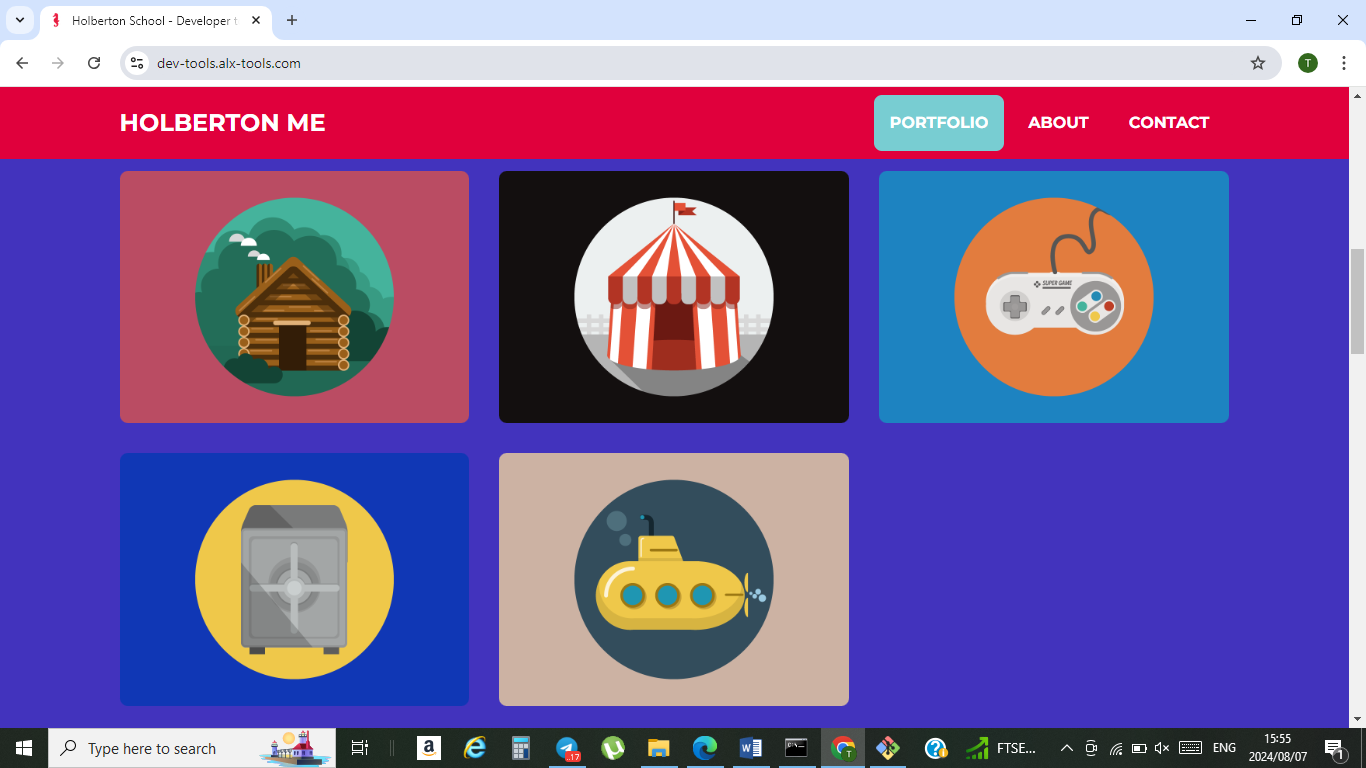 Holberton School - Developer t
dev-tools.alx-tools.com
T
HOLBERTON ME
PORTFOLIO
ABOUT
CONTACT
SUPER GAME
Type here to search
a
.17
W
T
FTSE...
ENG
15:55
2024/08/07
1